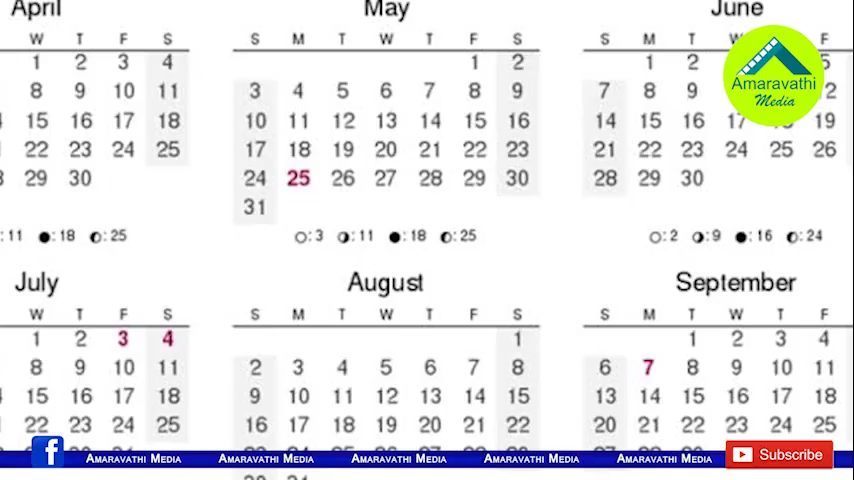 April May June
W T F S S M T W T F S S M T W T F
1 2 3 4 1 2 1 2 5
8 9 10 11 3 4 5 6 7 8 9 7 8 9
15 16 17 18 10 11 12 13 14 15 16 14 15 16 17 18 19
22 23 24 25 17 18 19 20 21 22 23 21 22 23 24 25 26
29 30 24 25 26 27 28 29 30 28 29 30
31
: 11 : 18 : 25 : 3 : 11 : 18 : 25 : 2 : 9 : 16 : 24
Amaravathi
Media
July August September
W T F S S M T W T F S S M T W T F
1 2 3 4 1 1 2 3 4
8 9 10 11 2 3 4 5 6 7 8 6 7 8 9 10 11
15 16 17 18 9 10 11 12 13 14 15 13 14 15 16 17 18
22 23 24 25 16 17 18 19 20 21 22 20 21 22 23 24 25
f Amaravathi Media Amaravathi Media Amaravathi Media Amaravathi Media Amaravathi Media Subscribe